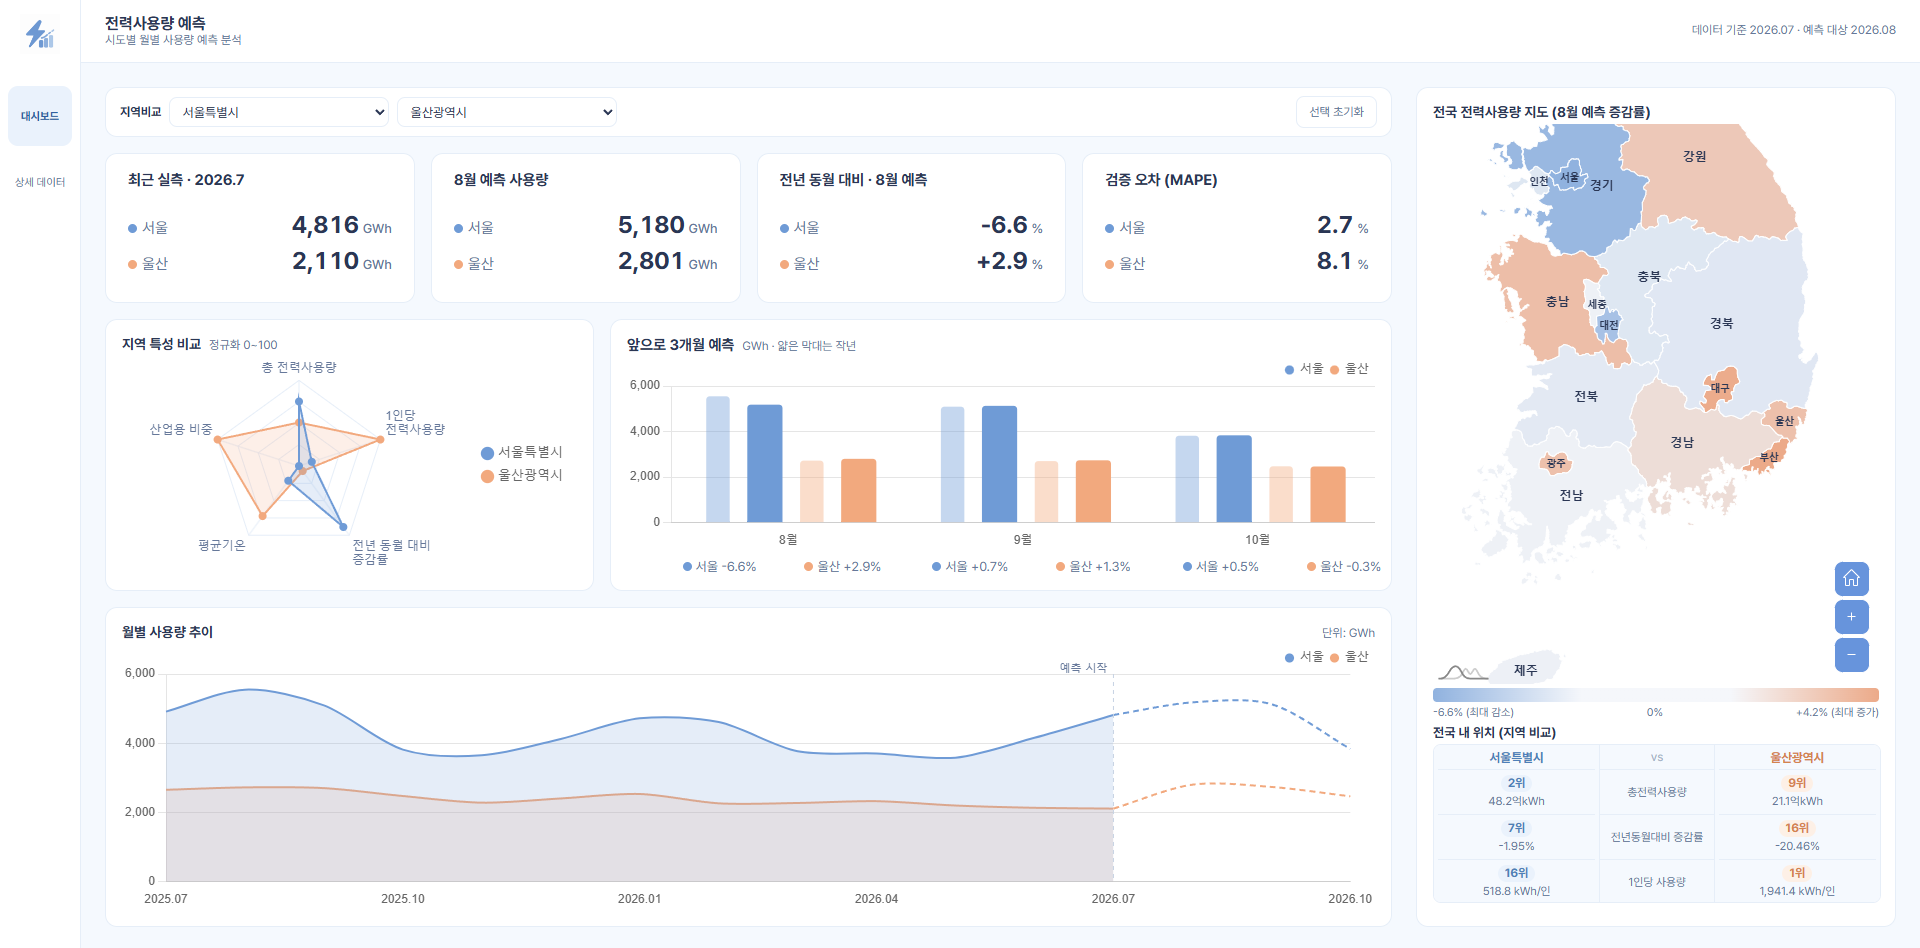 전력사용량 예측
시도별 월별 사용량 예측 분석
데이터 기준 2026.07 · 예측 대상 2026.08
대시보드
상세 데이터
지역비교 서울특별시 울산광역시 선택 초기화
최근 실측 · 2026.7
서울 4,816 GWh
울산 2,110 GWh
8월 예측 사용량
서울 5,180 GWh
울산 2,801 GWh
전년 동월 대비 · 8월 예측
서울 -6.6 %
울산 +2.9 %
검증 오차 (MAPE)
서울 2.7 %
울산 8.1 %
지역 특성 비교 정규화 0~100
총 전력사용량
1인당
전력사용량
산업용 비중
평균기온
전년 동월 대비
증감률
서울특별시
울산광역시
앞으로 3개월 예측 GWh · 얇은 막대는 작년
서울 울산
6,000
4,000
2,000
0
8월 9월 10월
서울 -6.6% 울산 +2.9% 서울 +0.7% 울산 +1.3% 서울 +0.5% 울산 -0.3%
월별 사용량 추이
단위: GWh
서울 울산
예측 시작
6,000
4,000
2,000
0
2025.07 2025.10 2026.01 2026.04 2026.07 2026.10
전국 전력사용량 지도 (8월 예측 증감률)
강원
서울
인천
경기
충북
충남
세종
대전
경북
대구
전북
울산
경남
부산
광주
전남
제주
+
−
-6.6% (최대 감소) 0% +4.2% (최대 증가)
전국 내 위치 (지역 비교)
서울특별시 VS 울산광역시
2위 총전력사용량 9위
48.2억kWh 21.1억kWh
7위 전년동월대비 증감률 16위
-1.95% -20.46%
16위 1인당 사용량 1위
518.8 kWh/인 1,941.4 kWh/인